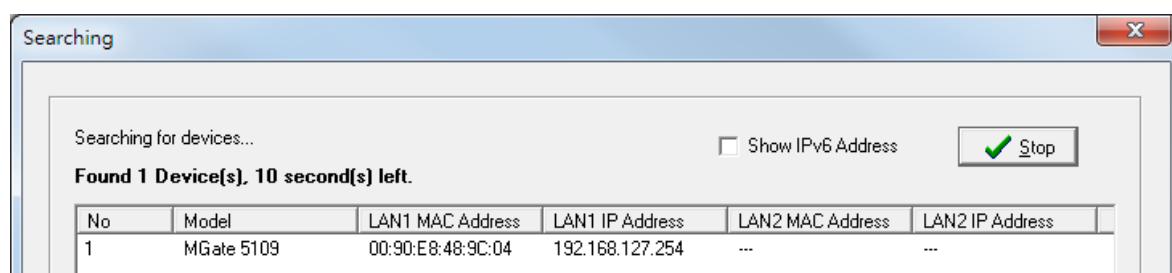 Searching
Searching for devices...
Show IPv6 Address
Stop
Found 1 Device(s), 10 second(s) left.
No Model LAN1 MAC Address LAN1 IP Address LAN2 MAC Address LAN2 IP Address
1 MGate 5109 00:90:E8:48:9C:04 192.168.127.254 --- ---